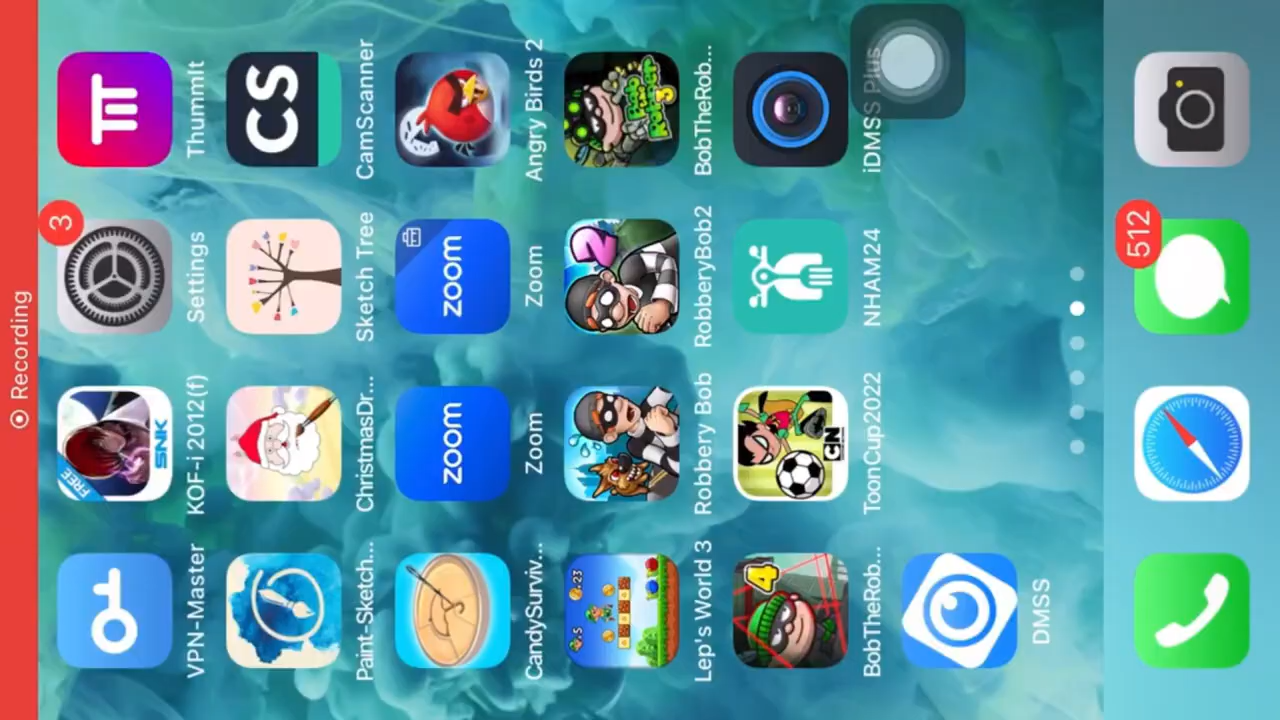 Recording
VPN-Master
KOF-i 2012(f)
3
Settings
ThummIt
Paint-Sketch...
ChristmasDr...
Sketch Tree
CamScanner
CandySurviv...
Zoom
Zoom
Angry Birds 2
Lep's World 3
Robbery Bob
RobberyBob2
BobTheRob...
BobTheRob...
ToonCup2022
NHAM24
iDMSS Plus
DMSS
512
FREE
SNK
CS
zoom
zoom
2
4
CN